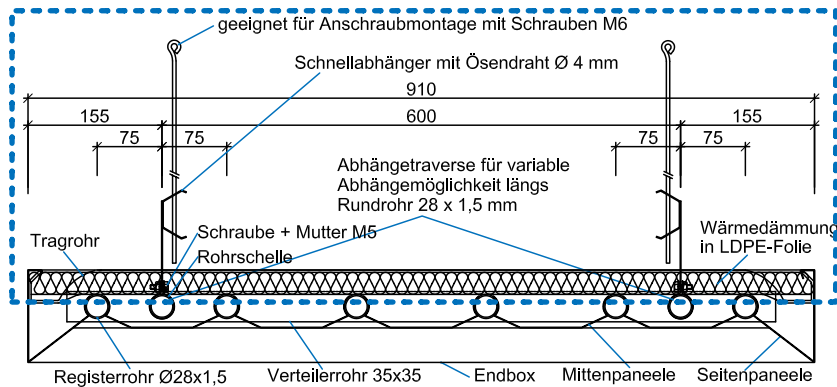 geeignet für Anschraubmontage mit Schrauben M6
Schnellabhänger mit Ösendraht Ø 4 mm
910
155
600
155
75
75
75
75
Abhängetraverse für variable
Abhängemöglichkeit längs
Rundrohr 28 x 1,5 mm
Schraube + Mutter M5
Wärmedämmung
Tragrohr
Rohrschelle
in LDPE-Folie
Registerrohr Ø28x1,5
Verteilerrohr 35x35
Endbox
Mittenpaneele
Seitenpaneele